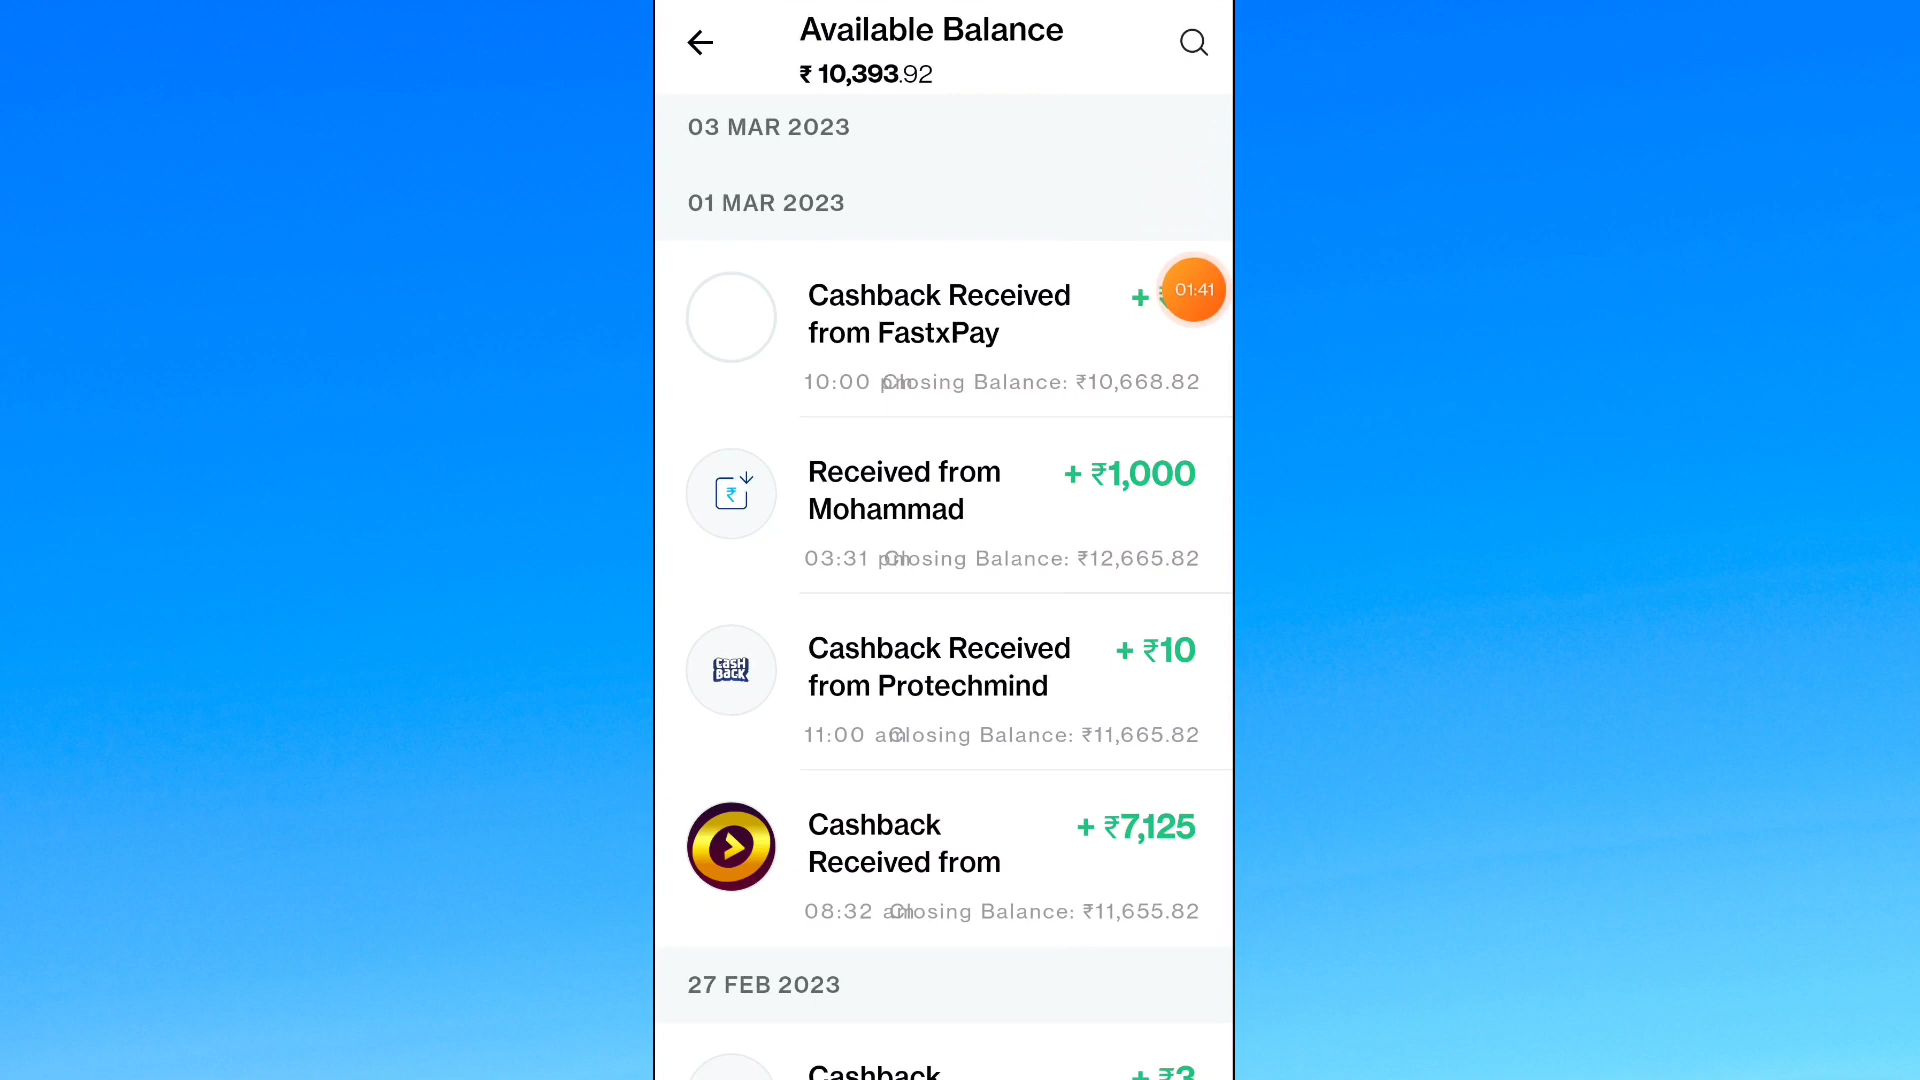 Available Balance
₹ 10,393.92
03 MAR 2023
01 MAR 2023
Cashback Received
from FastxPay
+
01:41
10:00 pm Closing Balance: ₹10,668.82
Received from
Mohammad
+ ₹1,000
03:31 pm Closing Balance: ₹12,665.82
Cashback Received
from Protechmind
+ ₹10
CASH
BACK
11:00 am Closing Balance: ₹11,665.82
Cashback
Received from
+ ₹7,125
08:32 am Closing Balance: ₹11,655.82
27 FEB 2023
Cashback
+ ₹3